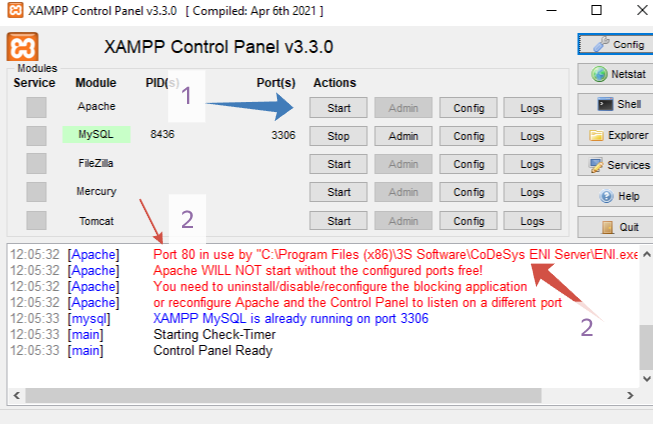 XAMPP Control Panel v3.3.0 [ Compiled: Apr 6th 2021 ]
XAMPP Control Panel v3.3.0
Config
Modules
Service Module PID(s) Port(s) Actions
Netstat
Apache Start Admin Config Logs
Shell
MySQL 8436 3306 Stop Admin Config Logs
Explorer
FileZilla Start Admin Config Logs
Services
Mercury Start Admin Config Logs
Help
Tomcat Start Admin Config Logs
Quit
1
2
12:05:32 [Apache] Port 80 in use by "C:\Program Files (x86)\3S Software\CoDeSys ENI Server\ENI.exe
12:05:32 [Apache] Apache WILL NOT start without the configured ports free!
12:05:32 [Apache] You need to uninstall/disable/reconfigure the blocking application
12:05:32 [Apache] or reconfigure Apache and the Control Panel to listen on a different port
12:05:33 [mysql] XAMPP MySQL is already running on port 3306
2
12:05:33 [main] Starting Check-Timer
12:05:33 [main] Control Panel Ready